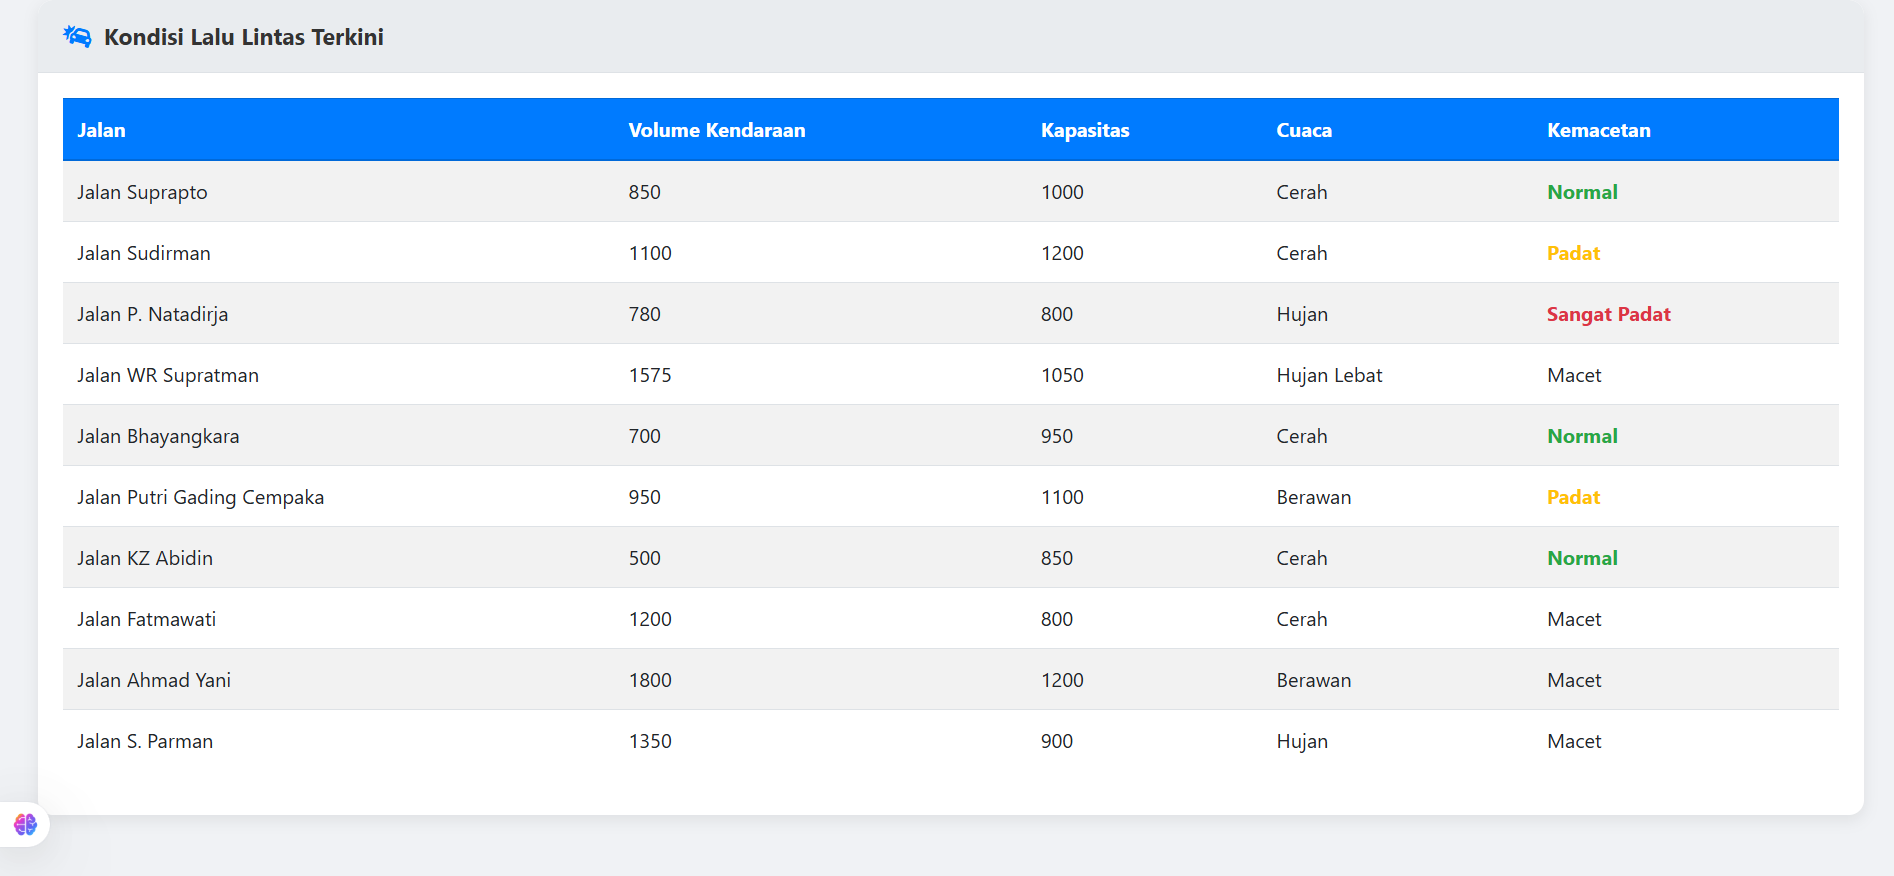 Kondisi Lalu Lintas Terkini
Jalan Volume Kendaraan Kapasitas Cuaca Kemacetan
Jalan Suprapto 850 1000 Cerah Normal
Jalan Sudirman 1100 1200 Cerah Padat
Jalan P. Natadirja 780 800 Hujan Sangat Padat
Jalan WR Supratman 1575 1050 Hujan Lebat Macet
Jalan Bhayangkara 700 950 Cerah Normal
Jalan Putri Gading Cempaka 950 1100 Berawan Padat
Jalan KZ Abidin 500 850 Cerah Normal
Jalan Fatmawati 1200 800 Cerah Macet
Jalan Ahmad Yani 1800 1200 Berawan Macet
Jalan S. Parman 1350 900 Hujan Macet